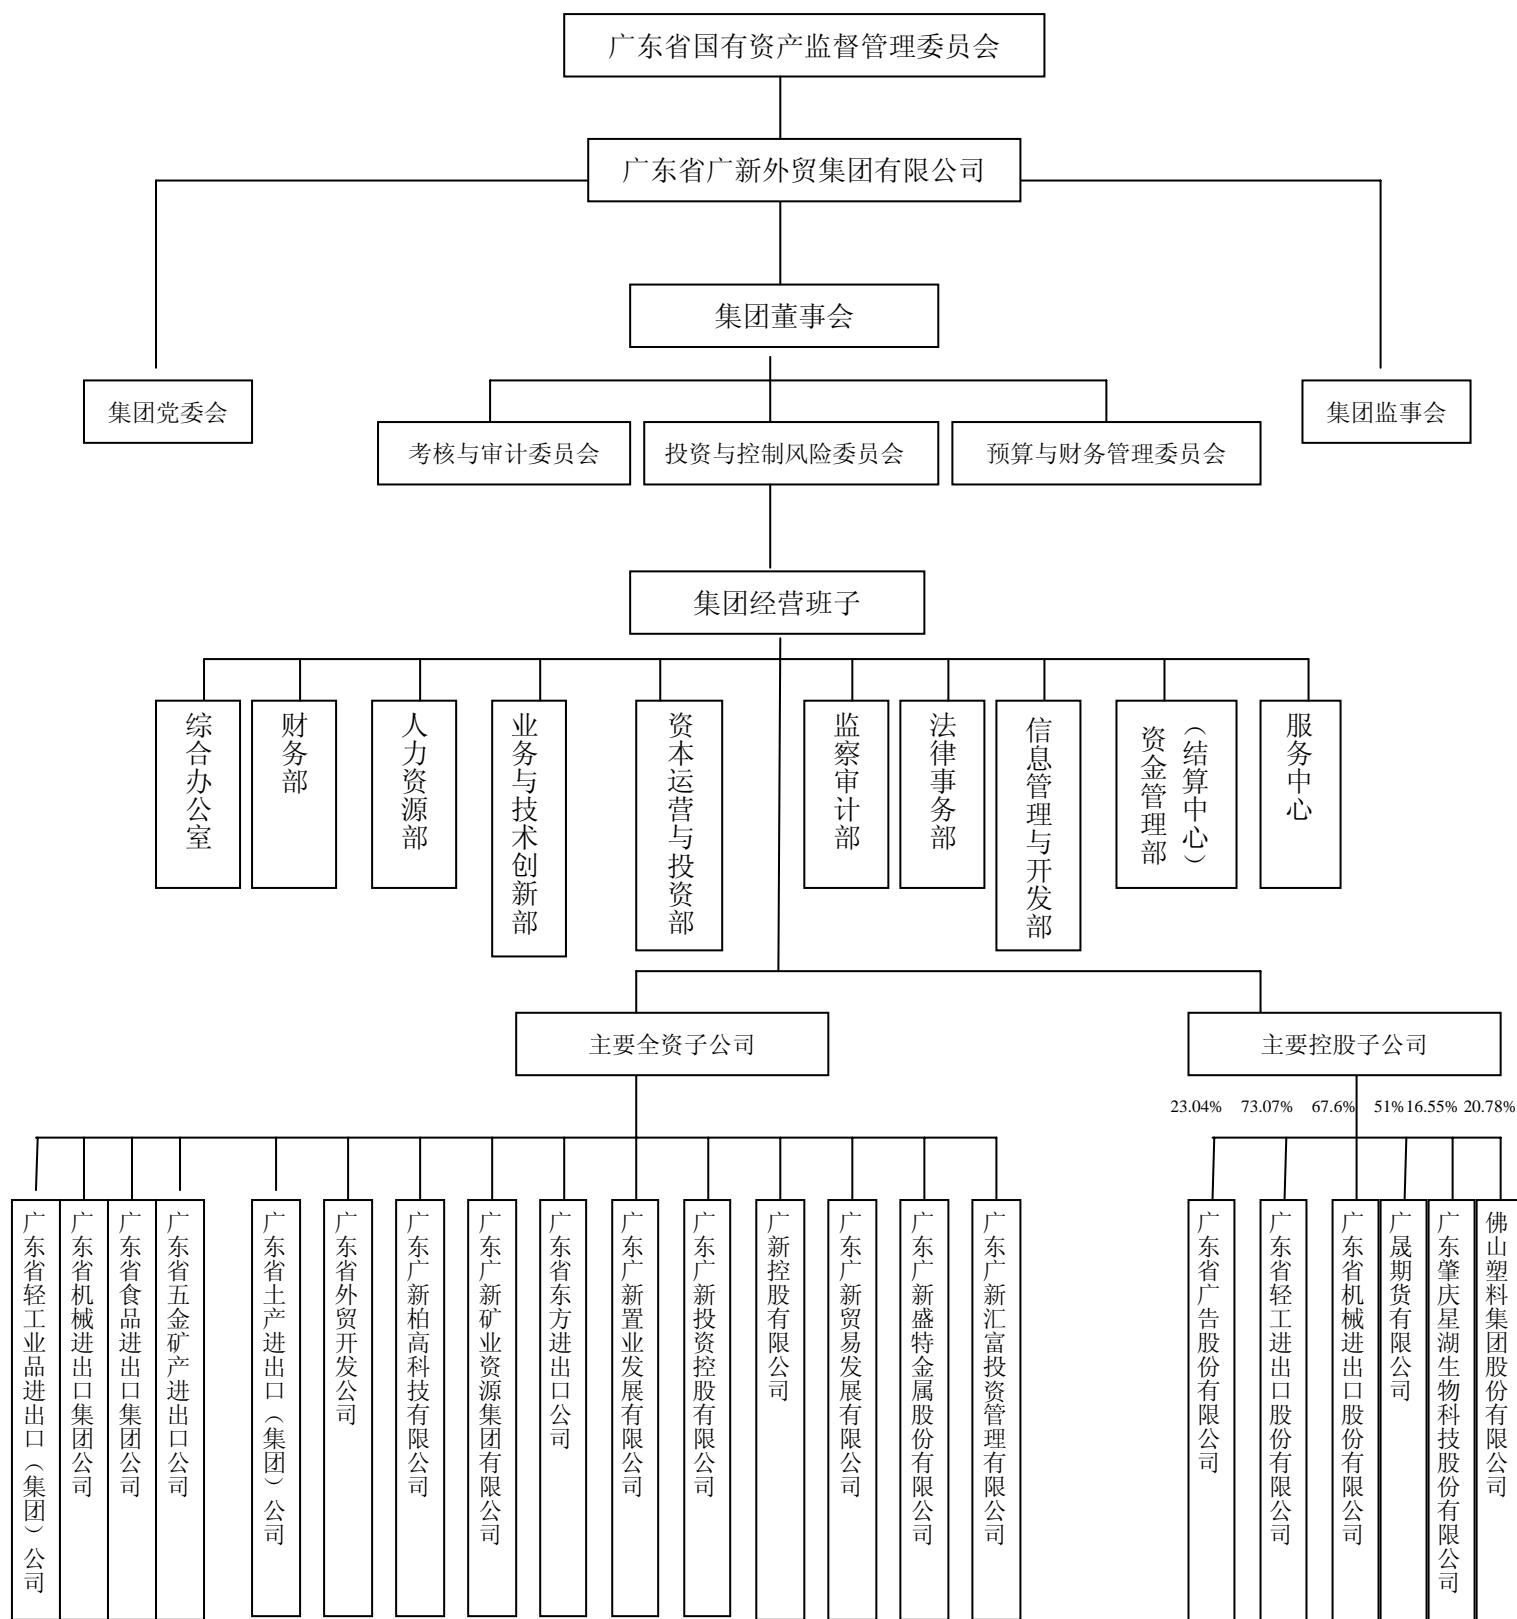 广东省国有资产监督管理委员会
广东省广新外贸集团有限公司
集团董事会
集团党委会
集团监事会
考核与审计委员会
投资与控制风险委员会
预算与财务管理委员会
集团经营班子
综合办公室
财务部
人力资源部
业务与技术创新部
资本运营与投资部
监察审计部
法律事务部
信息管理与开发部
（结算中心）
资金管理部
服务中心
主要全资子公司
主要控股子公司
23.04%
73.07%
67.6%
51%
16.55%
20.78%
广东省轻工业品进出口（集团）公司
广东省机械进出口集团公司
广东省食品进出口集团公司
广东省五金矿产进出口公司
广东省土产进出口（集团）公司
广东省外贸开发公司
广东广新柏高科技有限公司
广东广新矿业资源集团有限公司
广东省东方进出口公司
广东广新置业发展有限公司
广东广新投资控股有限公司
广新控股有限公司
广东广新贸易发展有限公司
广东广新盛特金属股份有限公司
广东广新汇富投资管理有限公司
广东省广告股份有限公司
广东省轻工进出口股份有限公司
广东省机械进出口股份有限公司
广晟期货有限公司
广东肇庆星湖生物科技股份有限公司
佛山塑料集团股份有限公司